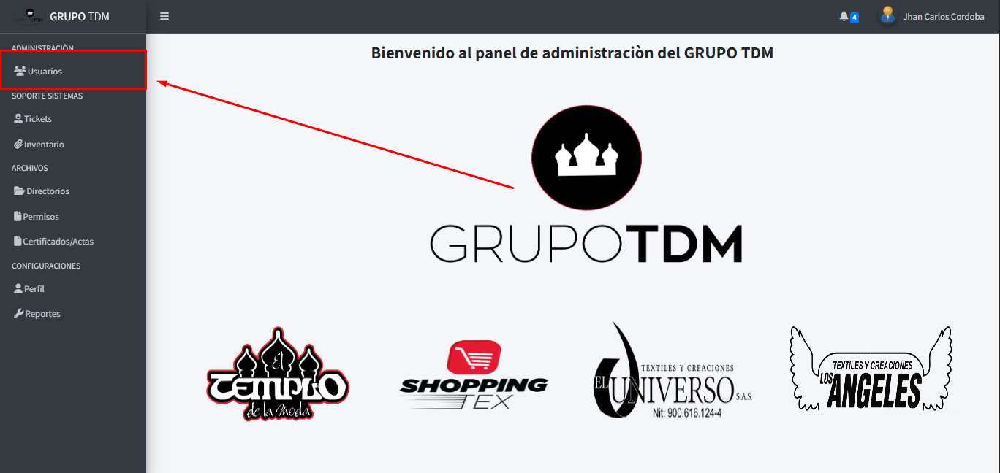 GRUPO TDM
4
Jhan Carlos Cordoba
ADMINISTRACIÒN
Usuarios
SOPORTE SISTEMAS
Tickets
Inventario
ARCHIVOS
Directorios
Permisos
Certificados/Actas
CONFIGURACIONES
Perfil
Reportes
Bienvenido al panel de administraciòn del GRUPO TDM
GRUPOTDM
El
TEMPLO
de la Moda
SHOPPING
TEX
TEXTILES Y CREACIONES
EL UNIVERSO S.A.S.
Nit: 900.616.124-4
TEXTILES Y CREACIONES
LOS ANGELES